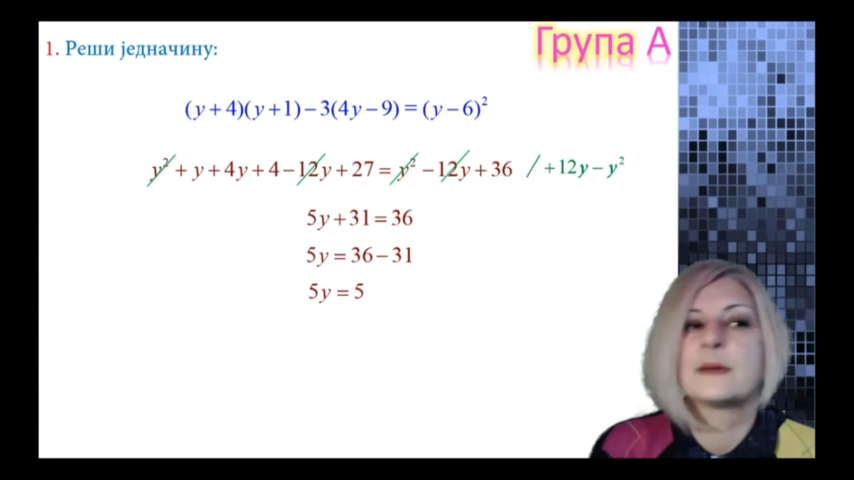 Група А
1. Реши једначину:
(y+4)(y+1)−3(4y−9)=(y−6)²
y²+y+4y+4−12y+27=y²−12y+36 /+12y−y²
5y+31=36
5y=36−31
5y=5